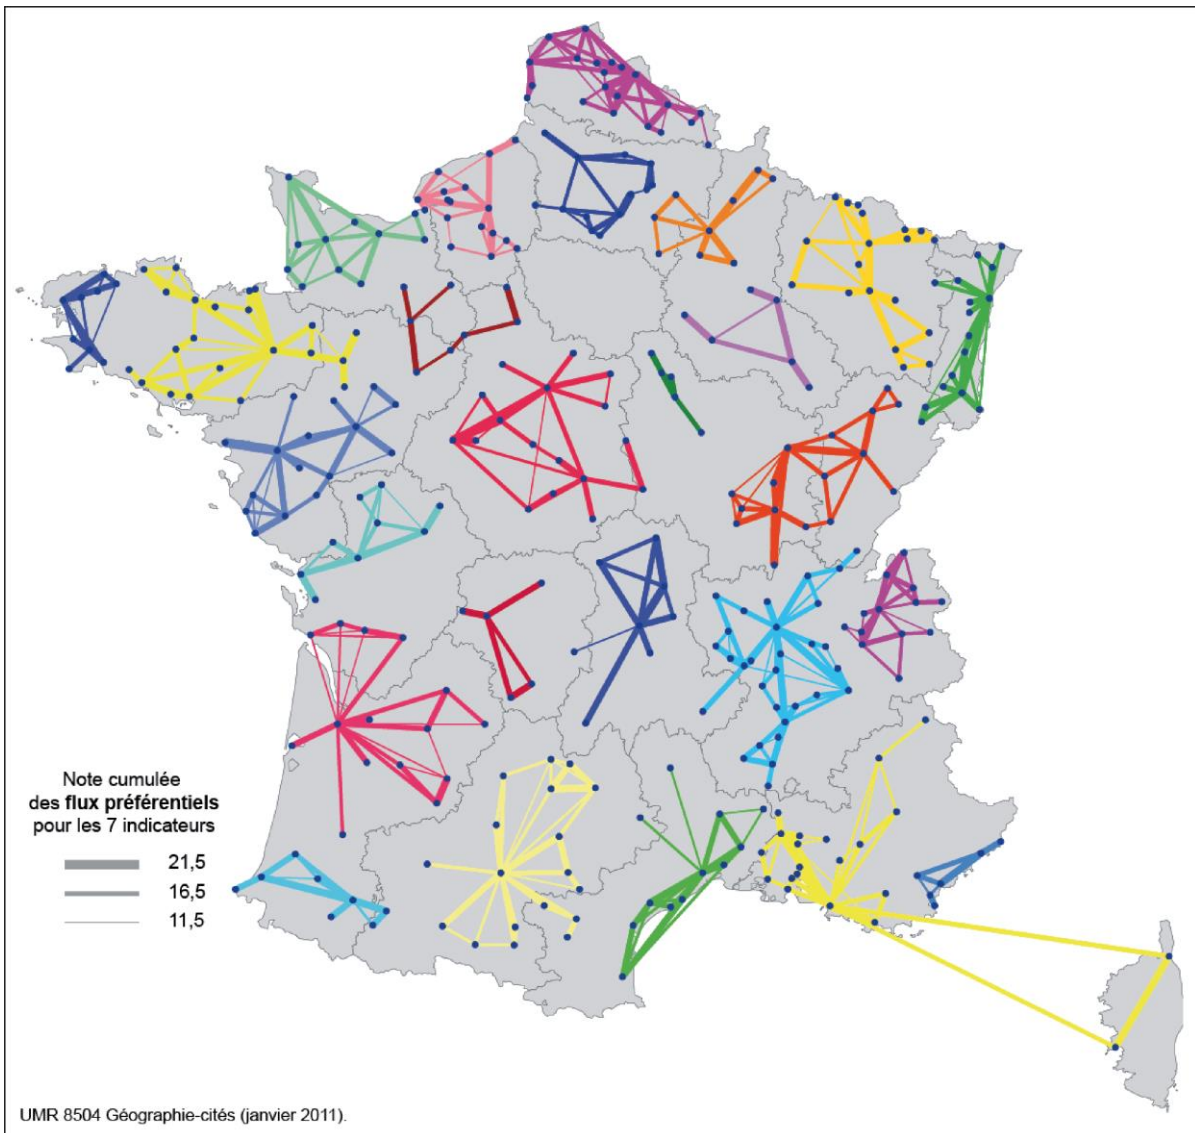 Note cumulée
des flux préférentiels
pour les 7 indicateurs
21,5
16,5
11,5
UMR 8504 Géographie-cités (janvier 2011).